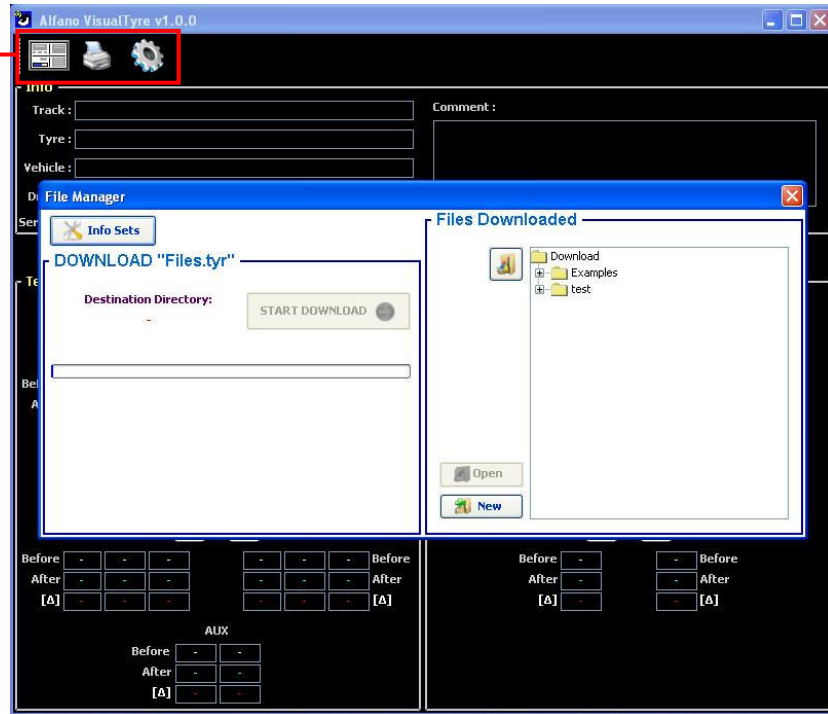 Alfano VisualTyre v1.0.0
Info
Track :
Comment :
Tyre :
Vehicle :
File Manager
Info Sets
Files Downloaded
DOWNLOAD "Files.tyr"
Download
Examples
test
Destination Directory:
-
START DOWNLOAD
Open
New
Before - - - - - - Before
After - - - - - - After
[Δ] - - - - - - [Δ]
Before - - Before
After - - After
[Δ] - - [Δ]
AUX
Before - -
After - -
[Δ] - -